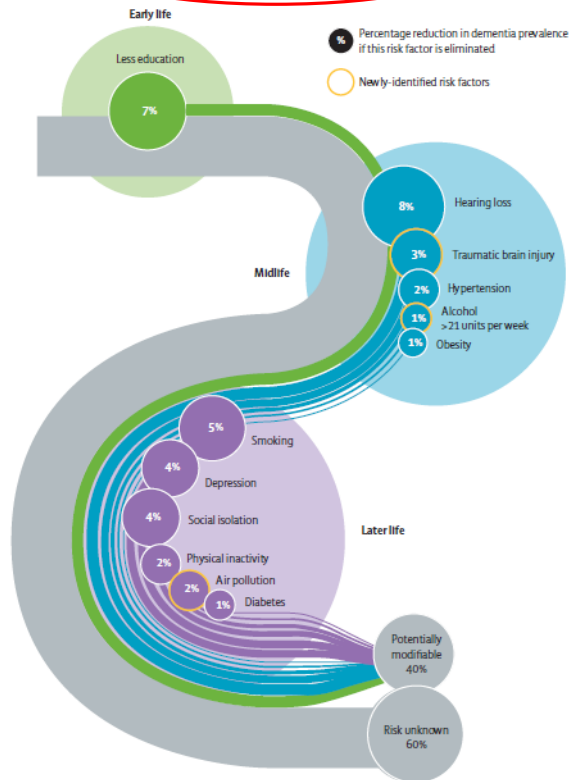 Early life
% Percentage reduction in dementia prevalence
if this risk factor is eliminated
Newly-identified risk factors
Less education
7%
8% Hearing loss
3% Traumatic brain injury
Midlife
2% Hypertension
1% Alcohol
>21 units per week
1% Obesity
5% Smoking
4% Depression
4% Social isolation
Later life
2% Physical inactivity
2% Air pollution
1% Diabetes
Potentially
modifiable
40%
Risk unknown
60%